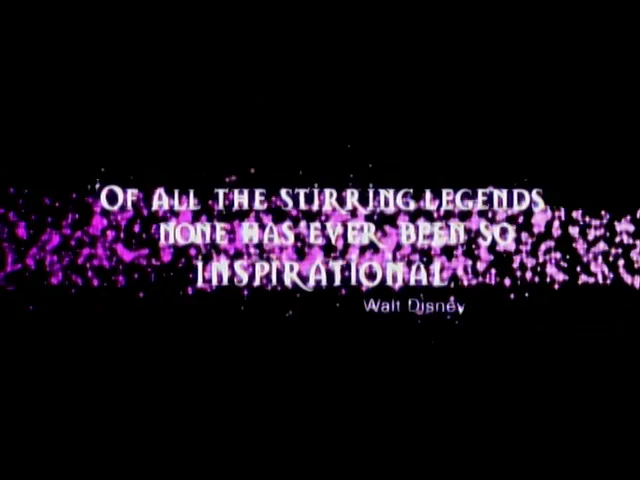 OF ALL THE STIRRING LEGENDS
NONE HAS EVER BEEN SO
INSPIRATIONAL
Walt Disney